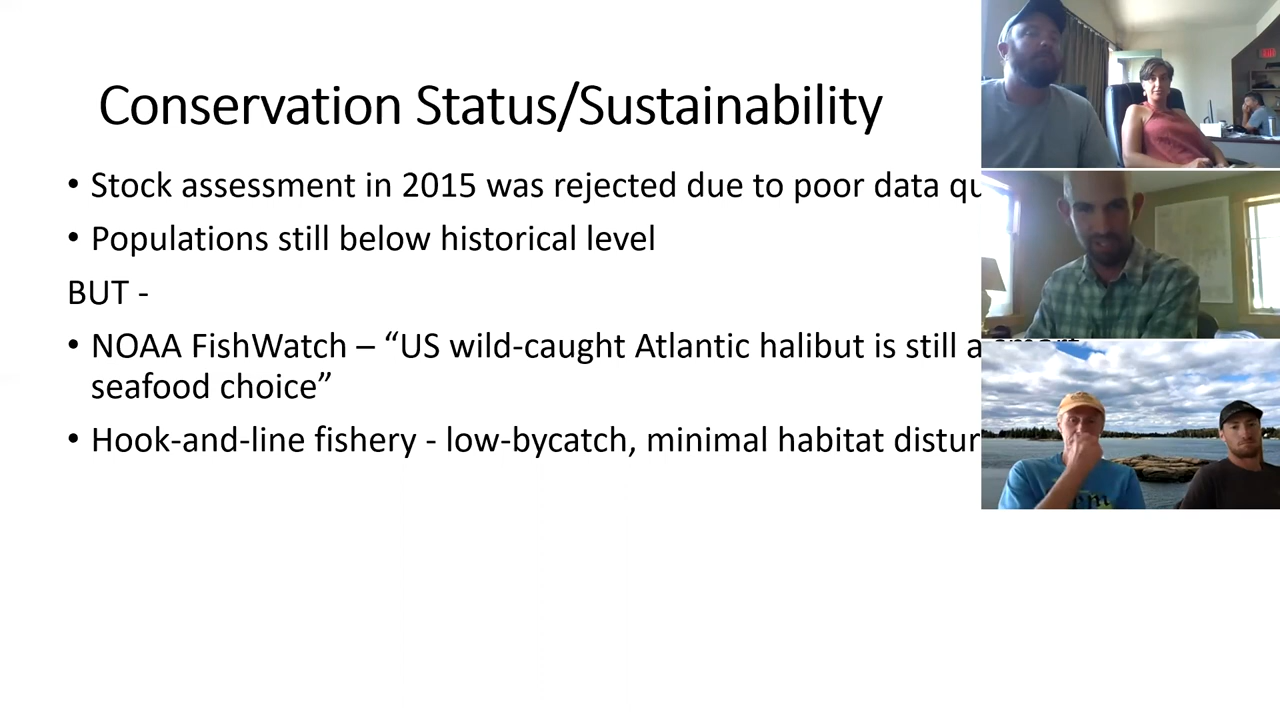 Conservation Status/Sustainability
• Stock assessment in 2015 was rejected due to poor data
• Populations still below historical level
BUT -
• NOAA FishWatch – “US wild-caught Atlantic halibut is still a smart
seafood choice”
• Hook-and-line fishery - low-bycatch, minimal habitat